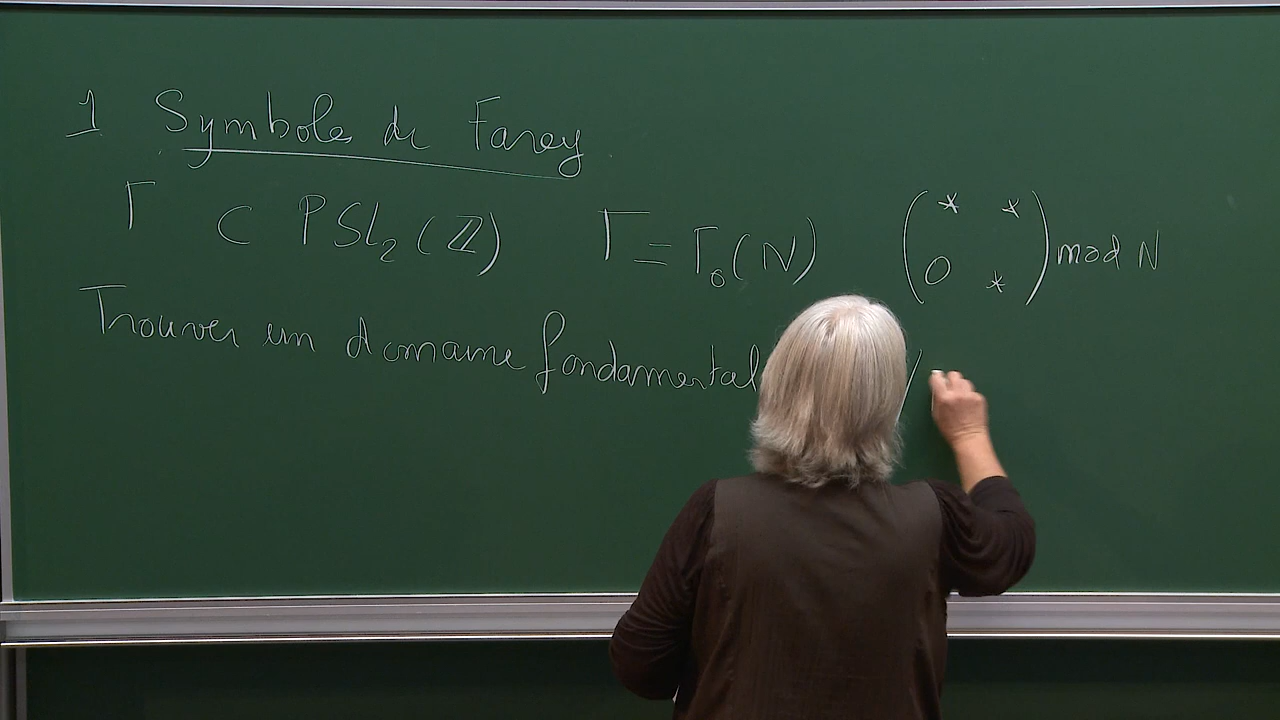 1 Symbole de Farey
Γ ⊂ PSL₂(ℤ) Γ = Γ₀(N) (* * 0 *) mod N
Trouver un domaine fondamental /